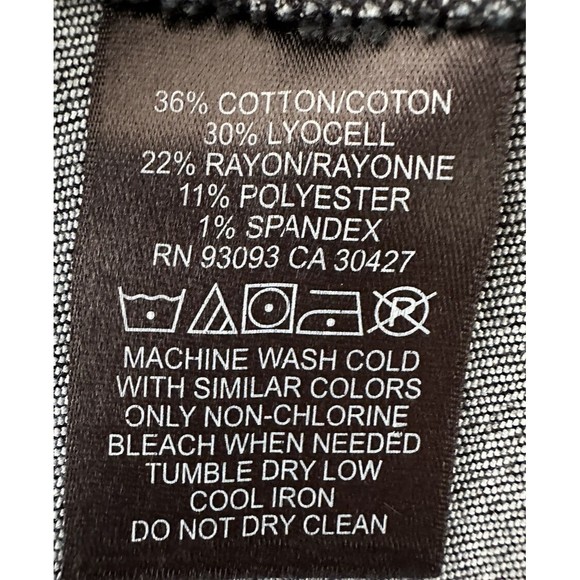 36% COTTON/COTON
30% LYOCELL
22% RAYON/RAYONNE
11% POLYESTER
1% SPANDEX
RN 93093 CA 30427
MACHINE WASH COLD
WITH SIMILAR COLORS
ONLY NON-CHLORINE
BLEACH WHEN NEEDED
TUMBLE DRY LOW
COOL IRON
DO NOT DRY CLEAN